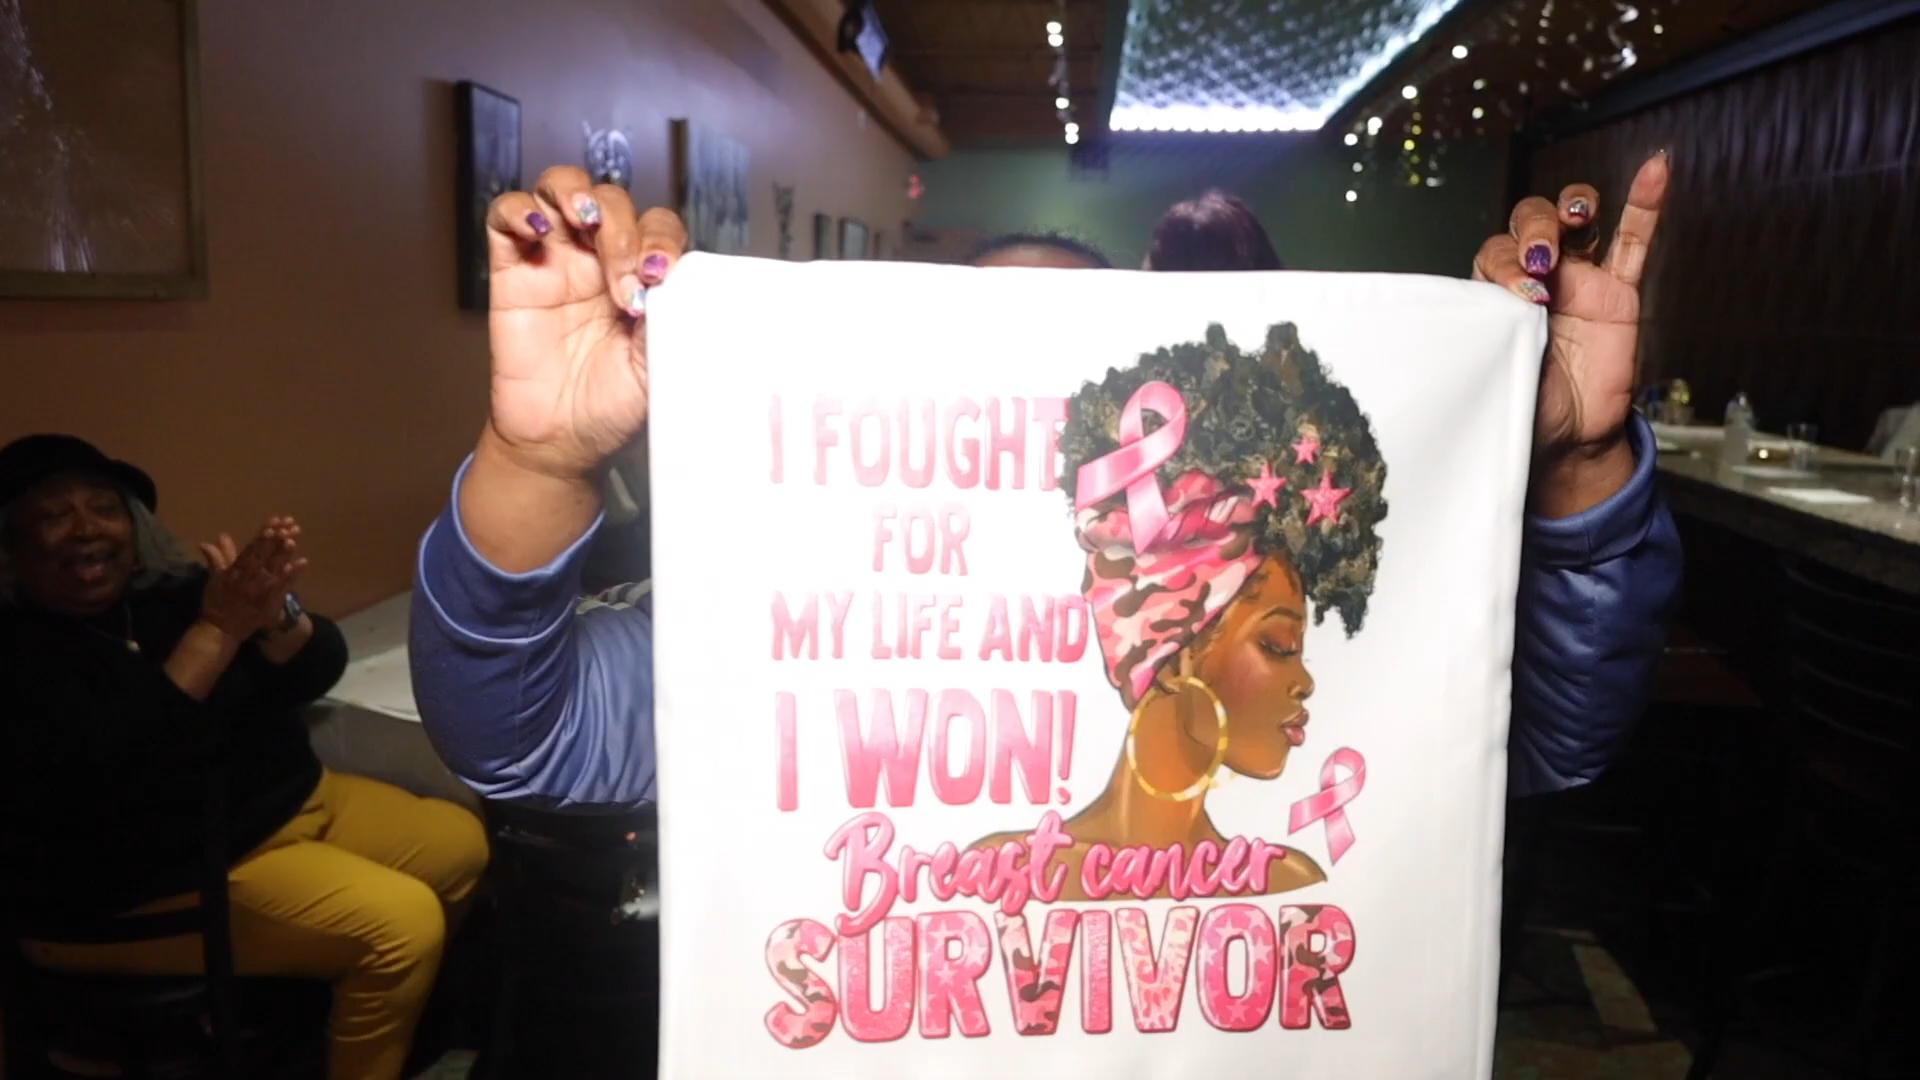 I FOUGHT
FOR
MY LIFE AND
I WON!
Breast cancer
SURVIVOR